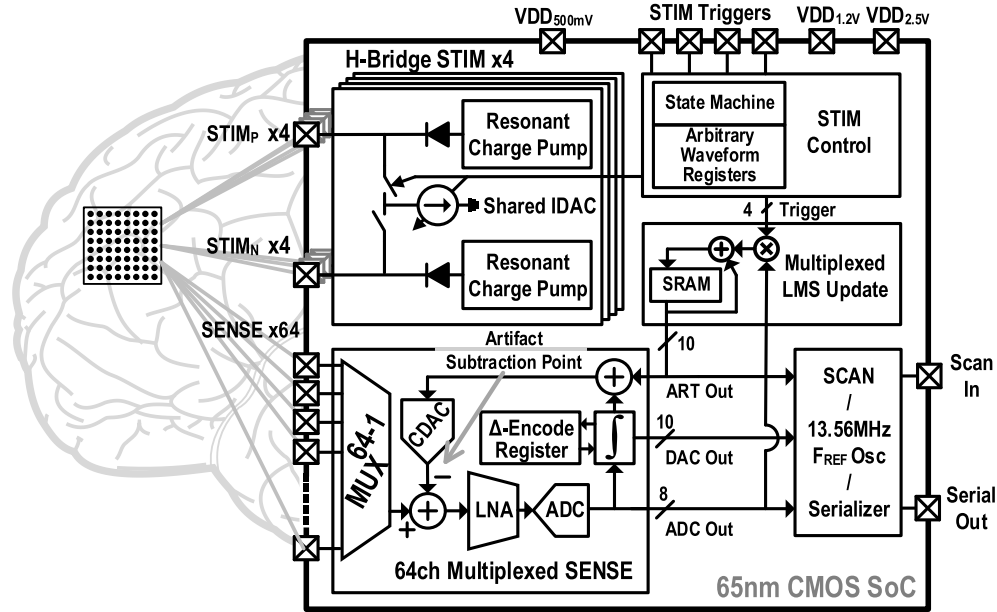 VDD500mV
STIM Triggers
VDD1.2V
VDD2.5V
H-Bridge STIM x4
STIMP x4
Resonant
Charge Pump
Shared IDAC
STIMN x4
Resonant
Charge Pump
State Machine
Arbitrary
Waveform
Registers
STIM
Control
4
Trigger
+
×
SRAM
Multiplexed
LMS Update
10
SENSE x64
Artifact
Subtraction Point
64-1
MUX
CDAC
+
Δ-Encode
Register
∫
−
+
+
LNA
ADC
64ch Multiplexed SENSE
ART Out
10
DAC Out
8
ADC Out
SCAN
/
13.56MHz
FREF Osc
/
Serializer
Scan
In
Serial
Out
65nm CMOS SoC